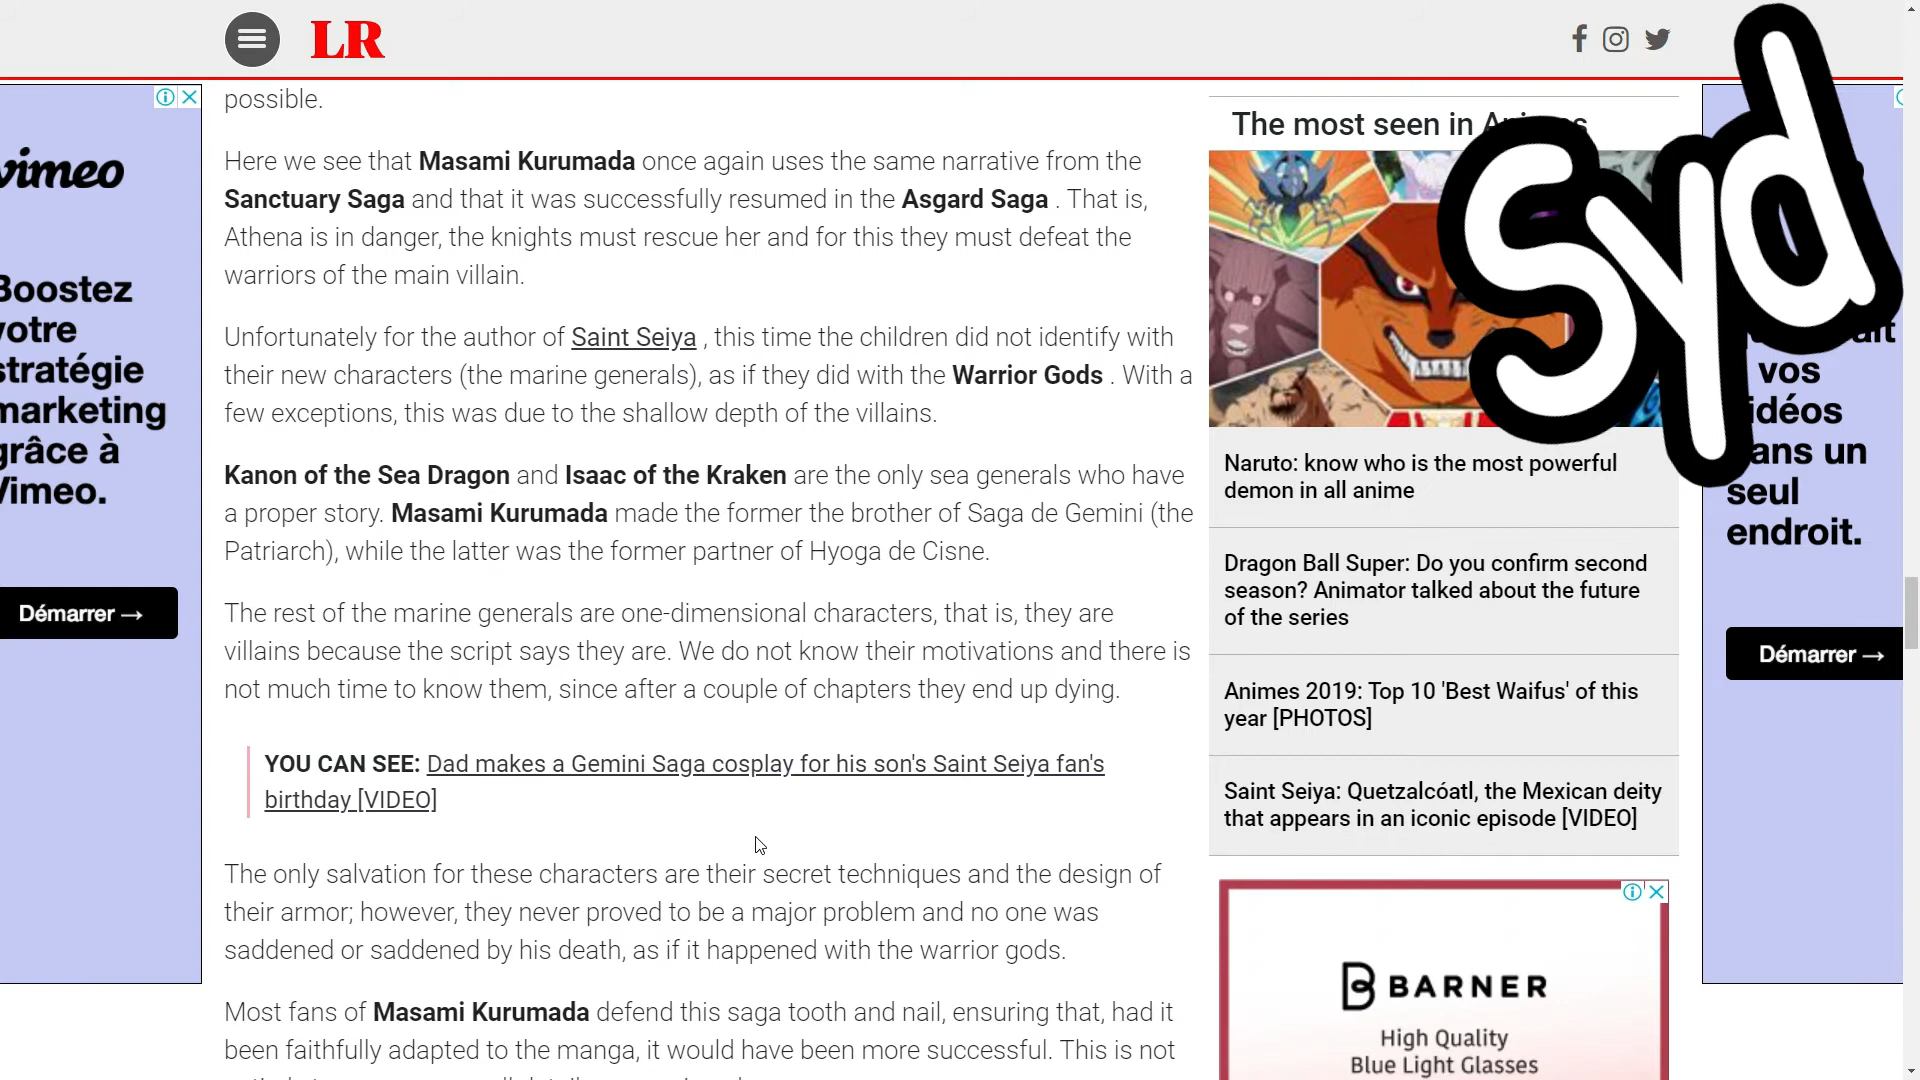 LR
possible.
Here we see that Masami Kurumada once again uses the same narrative from the
Sanctuary Saga and that it was successfully resumed in the Asgard Saga . That is,
Athena is in danger, the knights must rescue her and for this they must defeat the
warriors of the main villain.
Unfortunately for the author of Saint Seiya , this time the children did not identify with
their new characters (the marine generals), as if they did with the Warrior Gods . With a
few exceptions, this was due to the shallow depth of the villains.
Kanon of the Sea Dragon and Isaac of the Kraken are the only sea generals who have
a proper story. Masami Kurumada made the former the brother of Saga de Gemini (the
Patriarch), while the latter was the former partner of Hyoga de Cisne.
The rest of the marine generals are one-dimensional characters, that is, they are
villains because the script says they are. We do not know their motivations and there is
not much time to know them, since after a couple of chapters they end up dying.
YOU CAN SEE: Dad makes a Gemini Saga cosplay for his son's Saint Seiya fan's
birthday [VIDEO]
The only salvation for these characters are their secret techniques and the design of
their armor; however, they never proved to be a major problem and no one was
saddened or saddened by his death, as if it happened with the warrior gods.
Most fans of Masami Kurumada defend this saga tooth and nail, ensuring that, had it
been faithfully adapted to the manga, it would have been more successful. This is not
vimeo
Boostez
votre
stratégie
marketing
grâce à
Vimeo.
Démarrer →
The most seen in Animes
Naruto: know who is the most powerful
demon in all anime
Dragon Ball Super: Do you confirm second
season? Animator talked about the future
of the series
Animes 2019: Top 10 'Best Waifus' of this
year [PHOTOS]
Saint Seiya: Quetzalcóatl, the Mexican deity
that appears in an iconic episode [VIDEO]
BARNER
High Quality
Blue Light Glasses
syd
vos
vidéos
dans un
seul
endroit.
Démarrer →